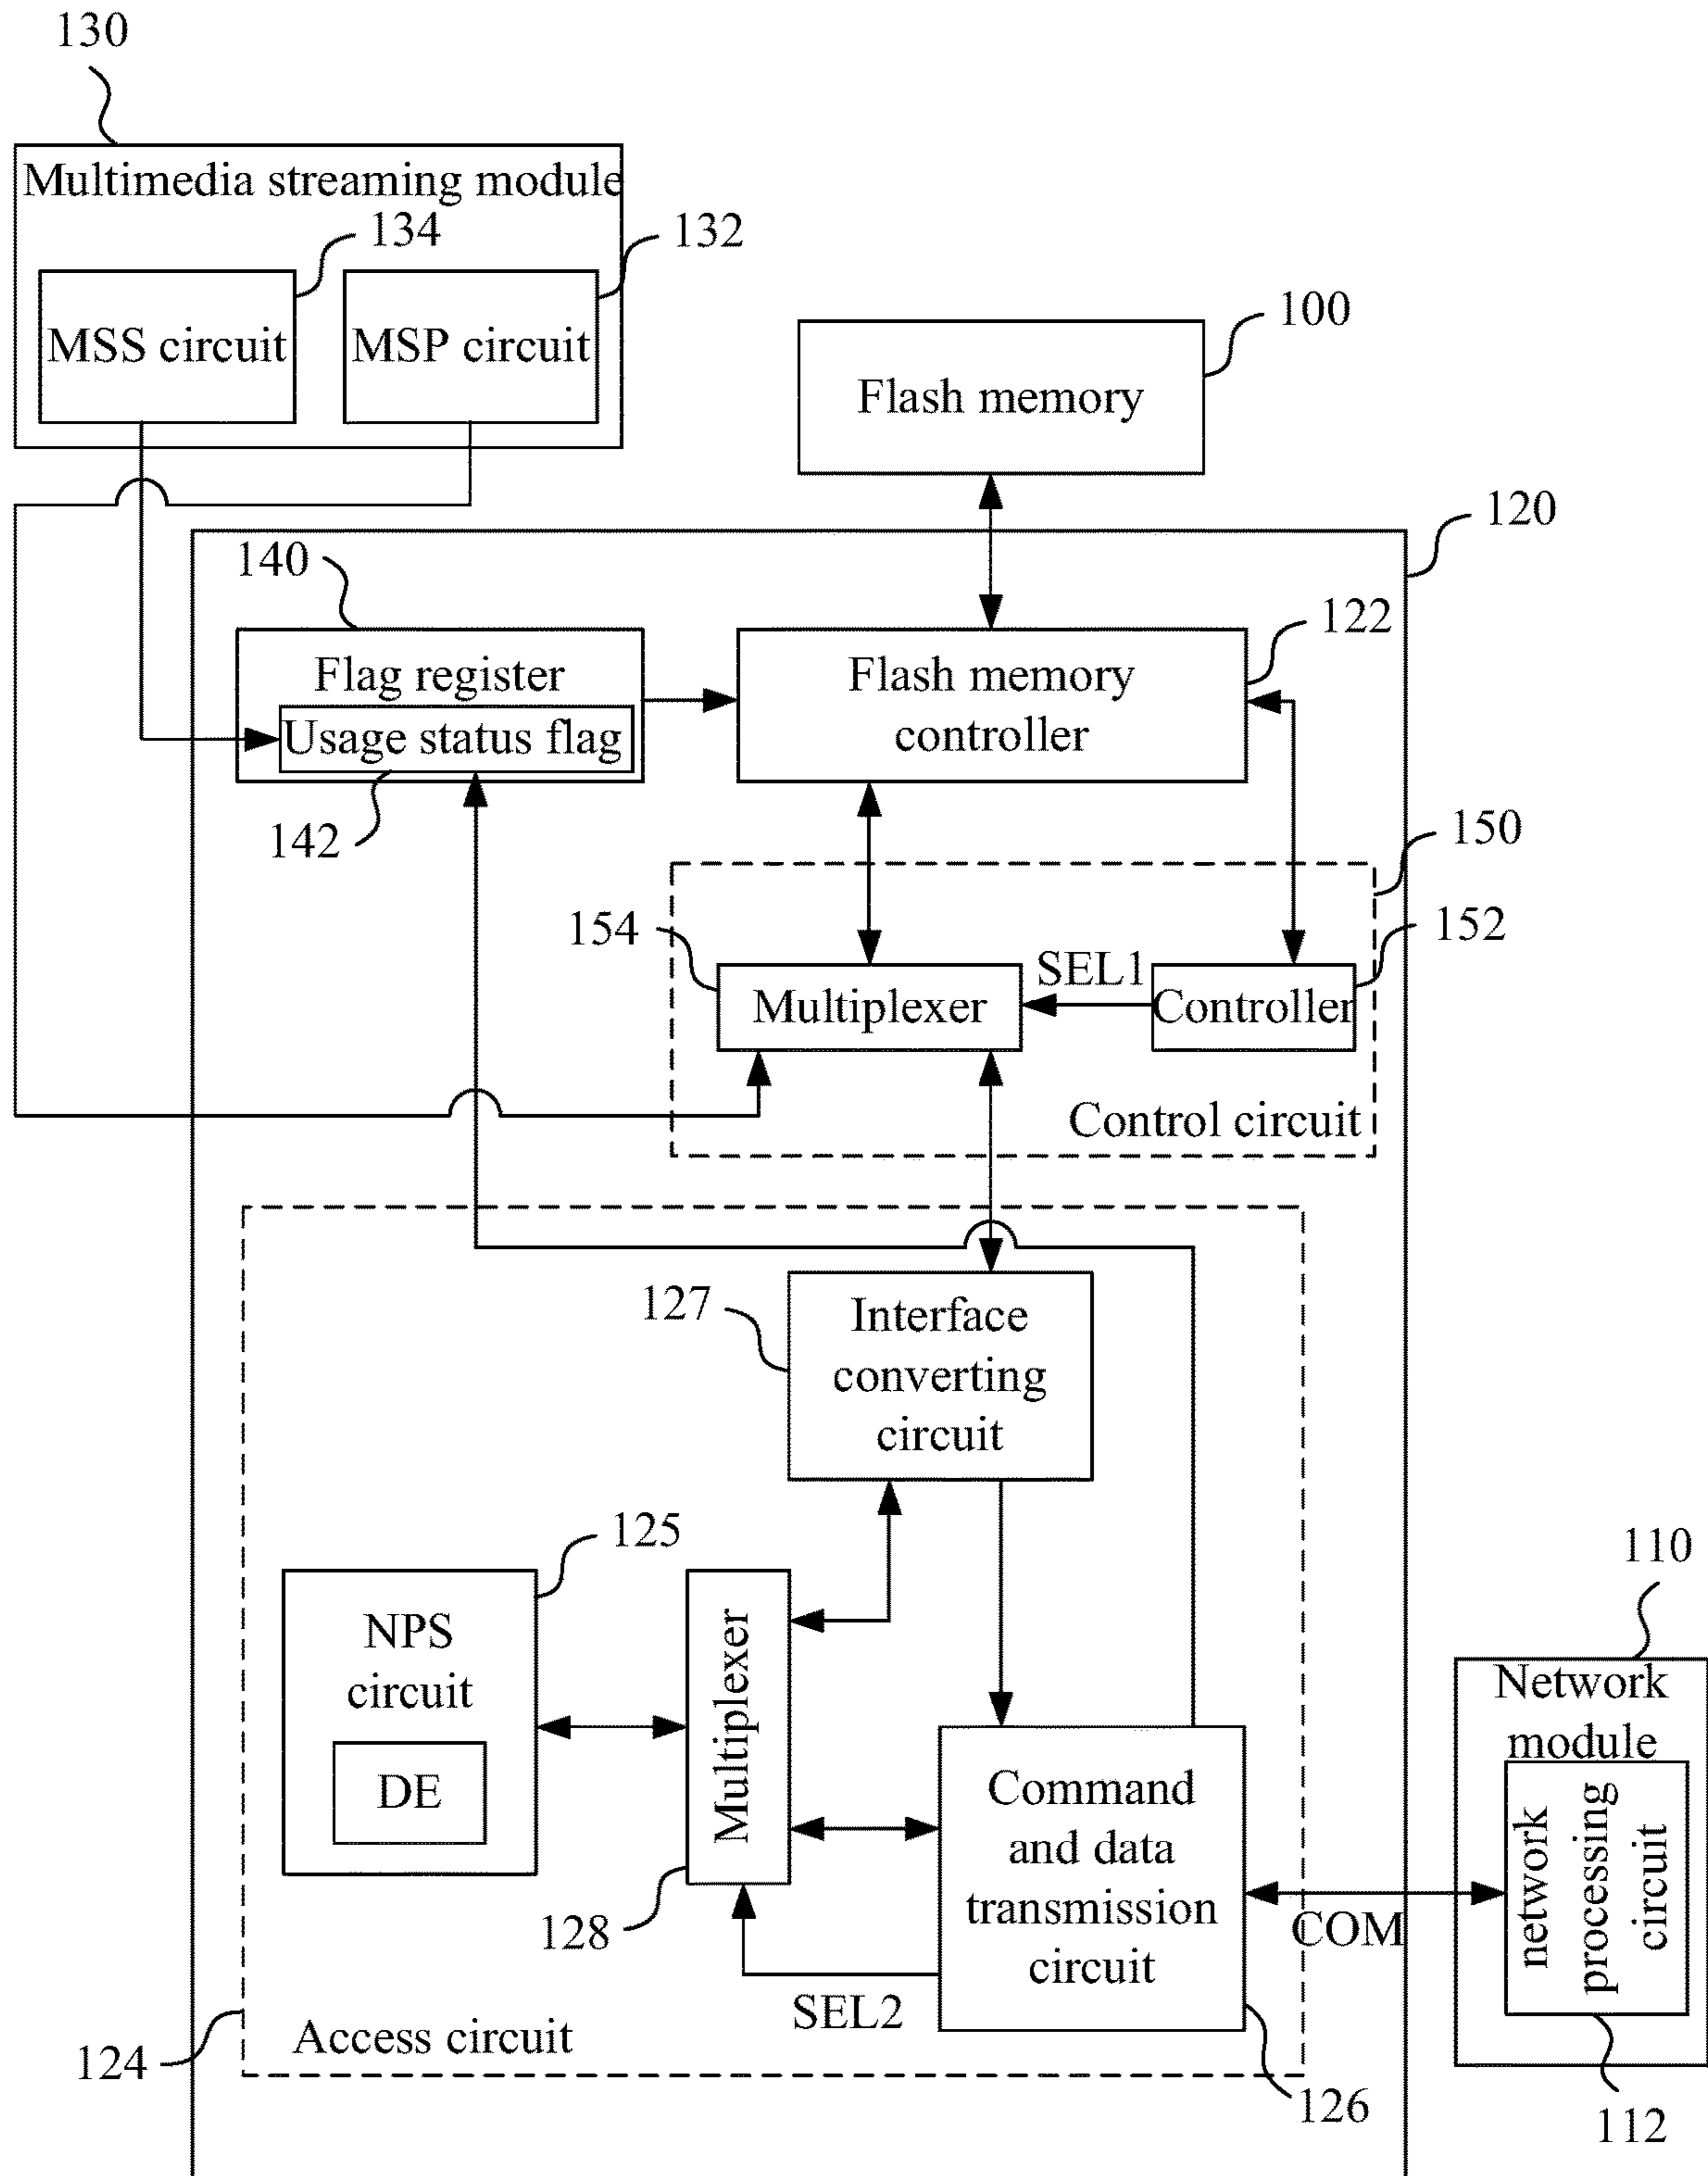 130
Multimedia streaming module
134
132
MSS circuit
MSP circuit
100
Flash memory
120
140
122
Flag register
Usage status flag
Flash memory
controller
142
150
154
152
SEL1
Multiplexer
Controller
Control circuit
127
Interface
converting
circuit
125
110
NPS
circuit
DE
Multiplexer
Network
module
network
processing
circuit
Command
and data
transmission
circuit
128
COM
SEL2
Access circuit
124
126
112